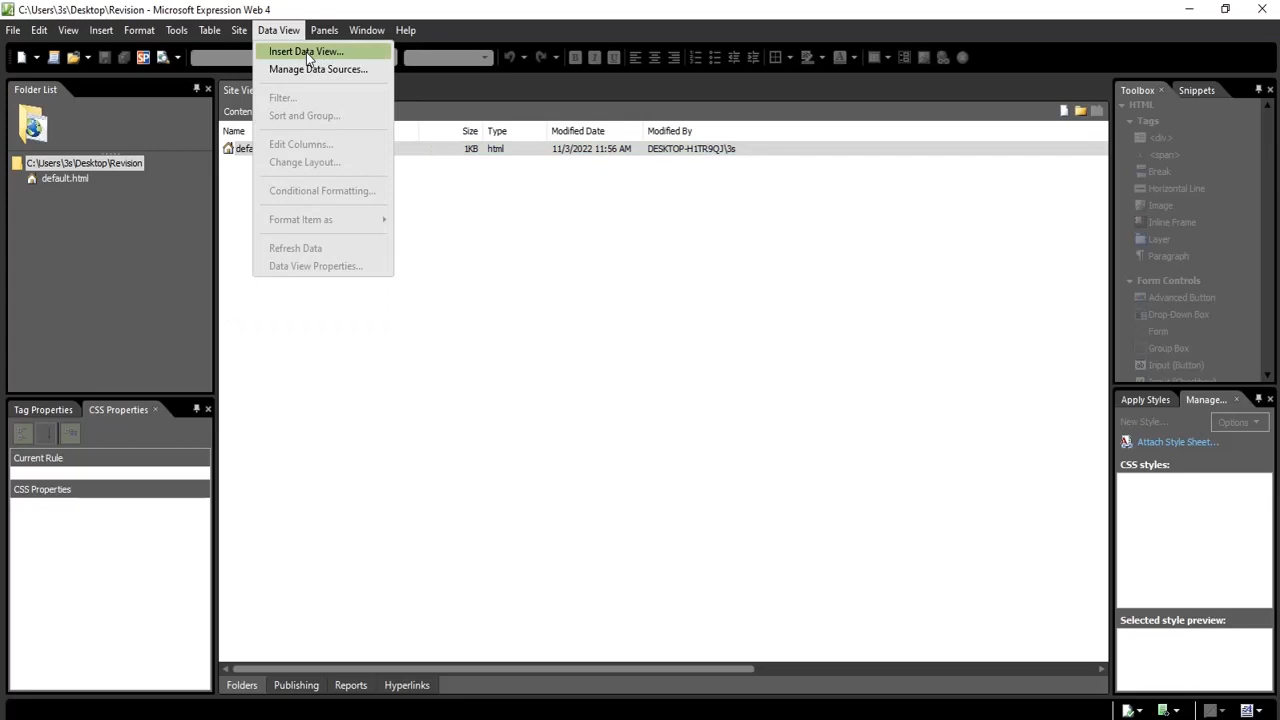 C:\Users\3s\Desktop\Revision - Microsoft Expression Web 4
File Edit View Insert Format Tools Table Site Data View Panels Window Help
Insert Data View...
Manage Data Sources...
Filter...
Sort and Group...
Edit Columns...
Change Layout...
Conditional Formatting...
Format Item as
Refresh Data
Data View Properties...
Folder List
C:\Users\3s\Desktop\Revision
default.html
Tag Properties CSS Properties
Current Rule
CSS Properties
Site Vie
Conten
Name Size Type Modified Date Modified By
defa 1KB html 11/3/2022 11:56 AM DESKTOP-H1TR9QJ\3s
Folders Publishing Reports Hyperlinks
Toolbox Snippets
HTML
Tags
<div>
<span>
Break
Horizontal Line
Image
Inline Frame
Layer
Paragraph
Form Controls
Advanced Button
Drop-Down Box
Form
Group Box
Input (Button)
Apply Styles Manage...
New Style... Options
Attach Style Sheet...
CSS styles:
Selected style preview: